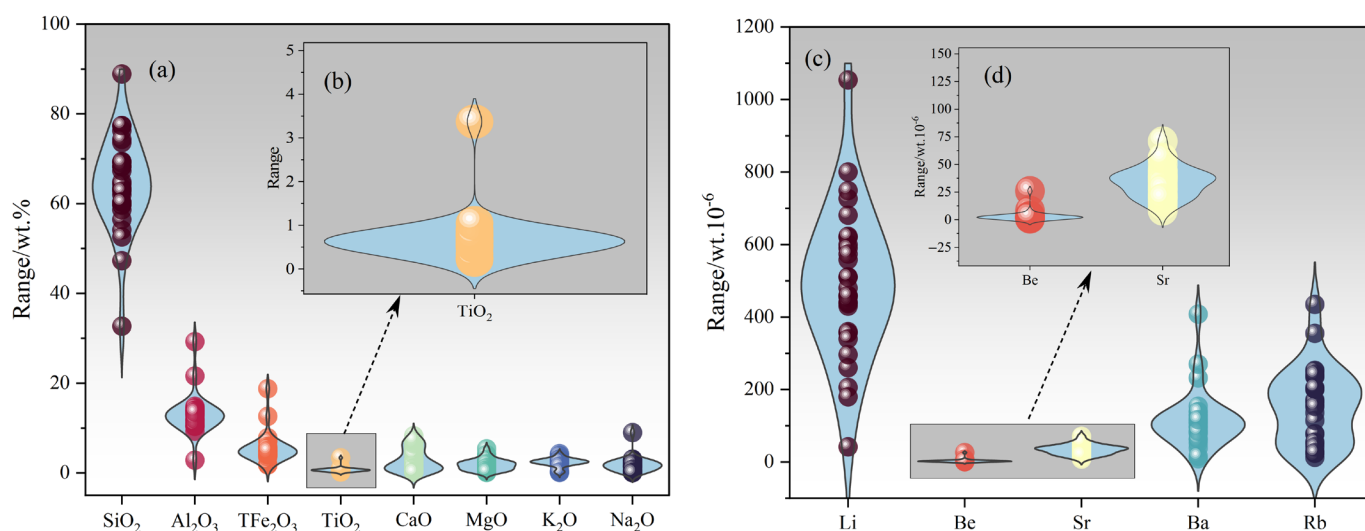 100
80
60
40
20
0
Range/wt.%
(a)
SiO₂ Al₂O₃ TFe₂O₃ TiO₂ CaO MgO K₂O Na₂O
(b)
5
4
3
2
1
0
Range
TiO₂
1200
1000
800
600
400
200
0
Range/wt.10⁻⁶
(c)
Li Be Sr Ba Rb
(d)
150
125
100
75
50
25
0
−25
Range/wt.10⁻⁶
Be Sr